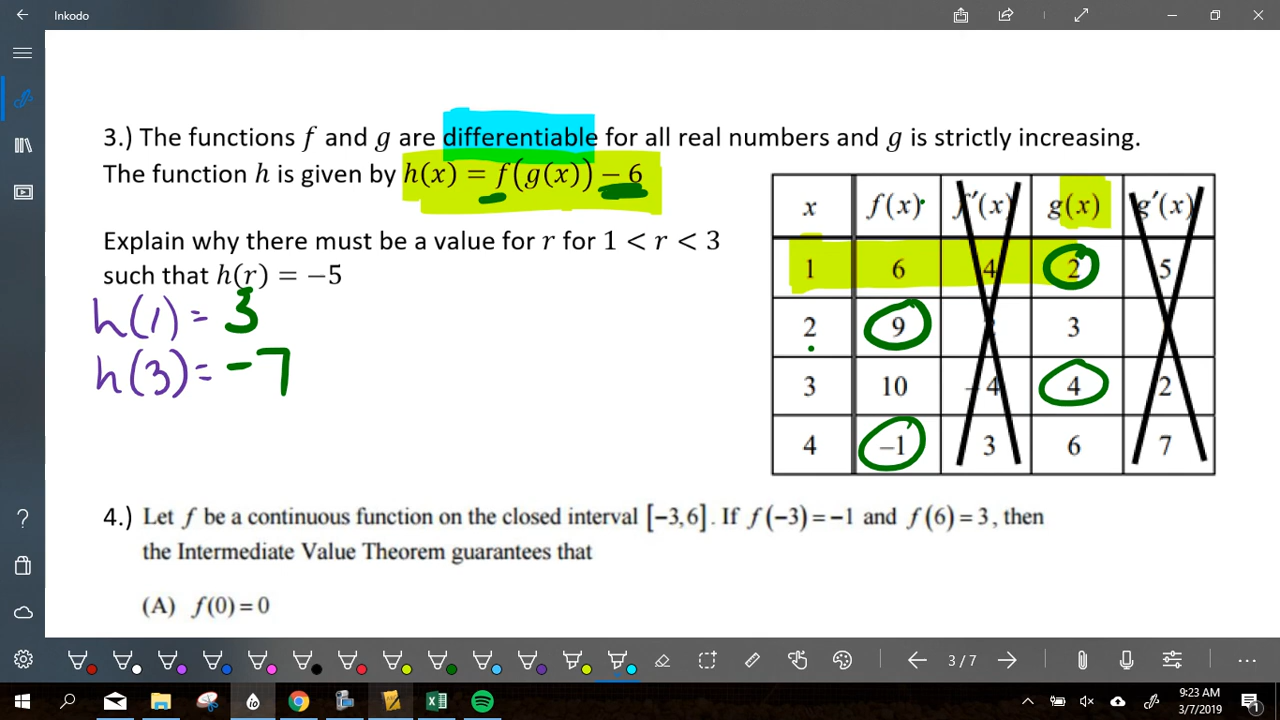 Inkodo
3.) The functions f and g are differentiable for all real numbers and g is strictly increasing.
The function h is given by h(x) = f(g(x)) − 6
Explain why there must be a value for r for 1 < r < 3
such that h(r) = −5
h(1) = 3
h(3) = -7
x f(x) f′(x) g(x) g′(x)
1 6 4 2 5
2 9 3
3 10 −4 4 2
4 −1 3 6 7
4.) Let f be a continuous function on the closed interval [−3,6]. If f(−3) = −1 and f(6) = 3, then
the Intermediate Value Theorem guarantees that
(A) f(0) = 0
3 / 7
9:23 AM
3/7/2019